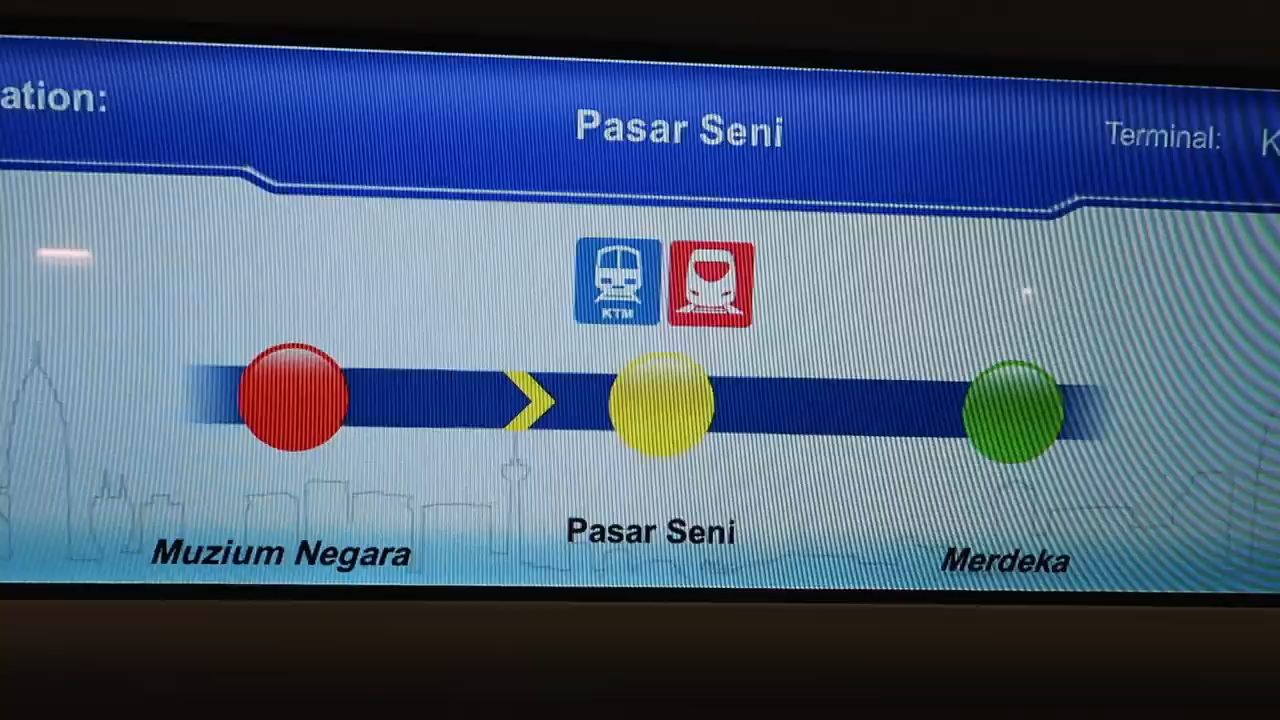 ation:
Pasar Seni
Terminal: K
KTM
Pasar Seni
Muzium Negara
Merdeka